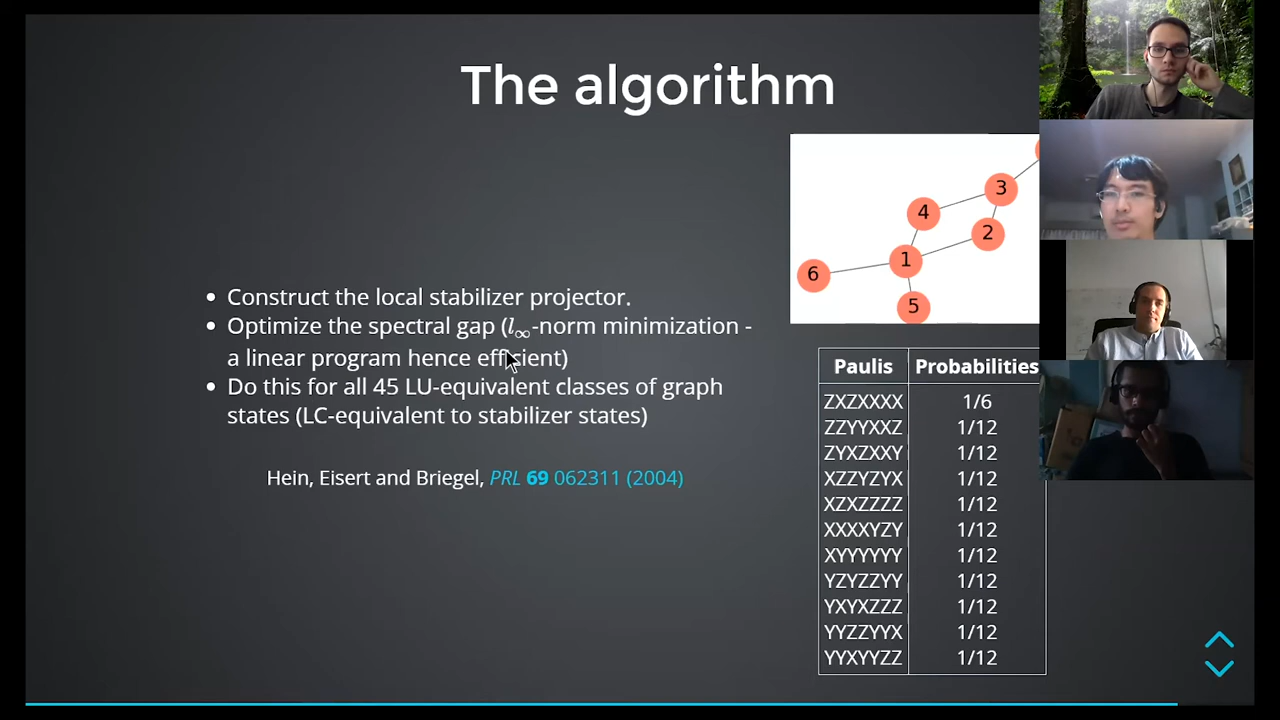 The algorithm
3
4
2
1
6
5
• Construct the local stabilizer projector.
• Optimize the spectral gap (l∞-norm minimization -
a linear program hence efficient)
• Do this for all 45 LU-equivalent classes of graph
states (LC-equivalent to stabilizer states)
Hein, Eisert and Briegel, PRL 69 062311 (2004)
Paulis Probabilities
ZXZXXXX 1/6
ZZYYXXZ 1/12
ZYXZXXY 1/12
XZZYZYX 1/12
XZXZZZZ 1/12
XXXXYZY 1/12
XYYYYYY 1/12
YZYZZYY 1/12
YXYXZZZ 1/12
YYZZYYX 1/12
YYXYYZZ 1/12